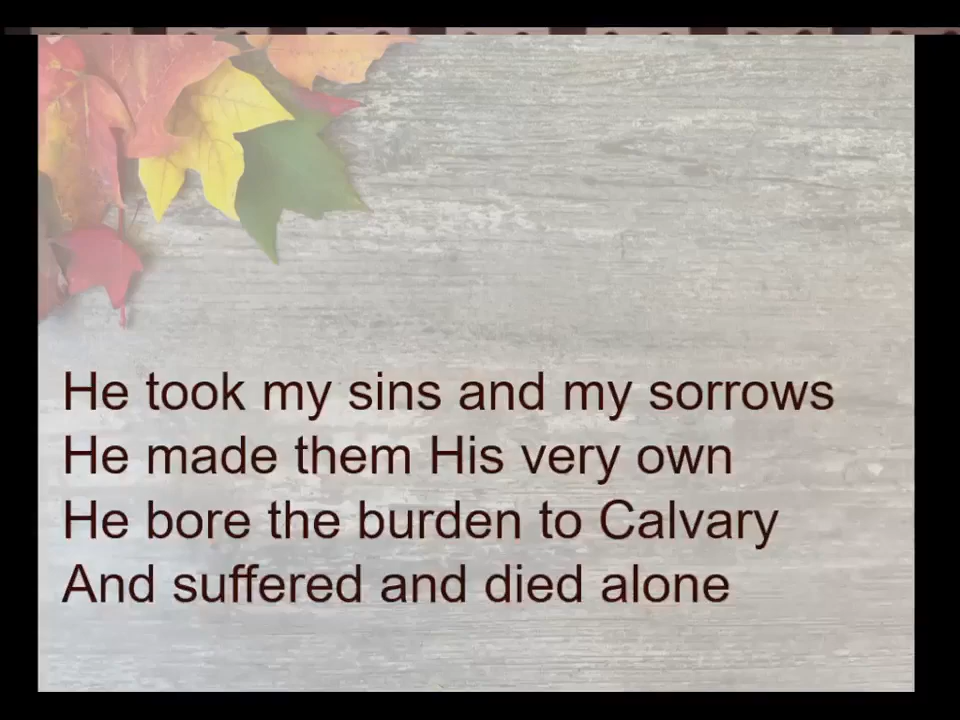 He took my sins and my sorrows
He made them His very own
He bore the burden to Calvary
And suffered and died alone